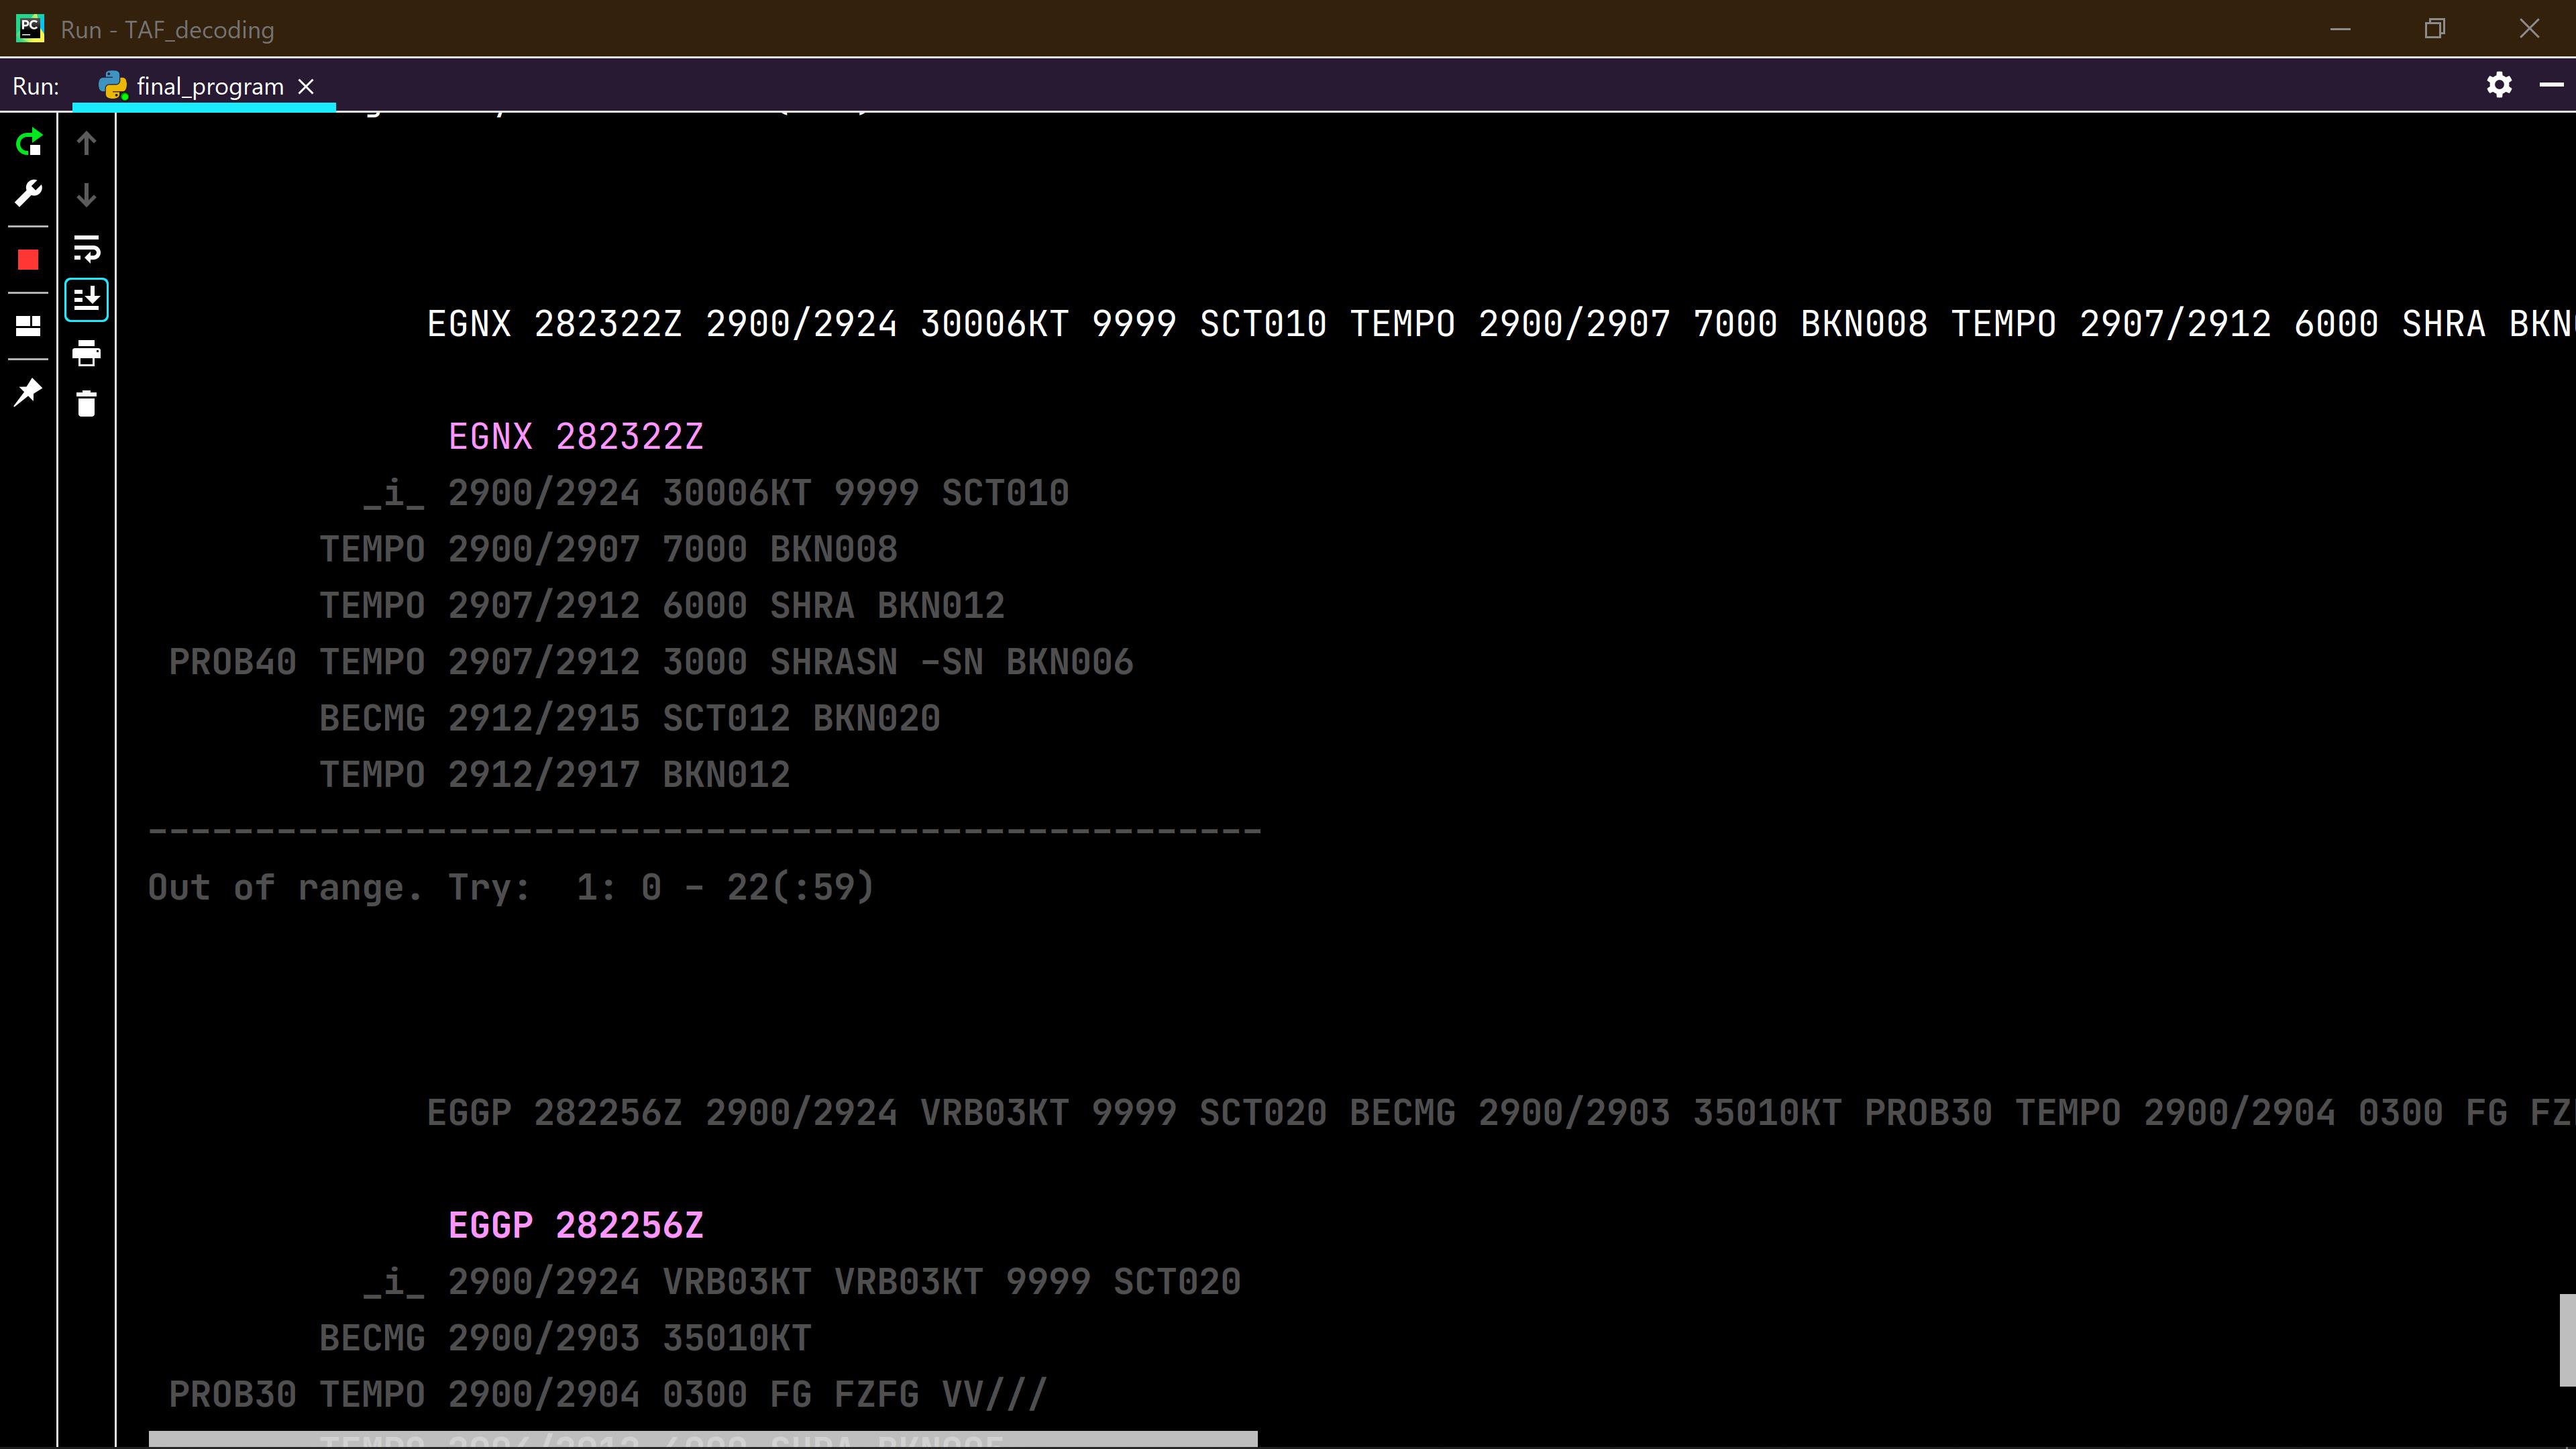 Run - TAF_decoding
Run: final_program
EGNX 282322Z 2900/2924 30006KT 9999 SCT010 TEMPO 2900/2907 7000 BKN008 TEMPO 2907/2912 6000 SHRA
EGNX 282322Z
_i_ 2900/2924 30006KT 9999 SCT010
TEMPO 2900/2907 7000 BKN008
TEMPO 2907/2912 6000 SHRA BKN012
PROB40 TEMPO 2907/2912 3000 SHRASN -SN BKN006
BECMG 2912/2915 SCT012 BKN020
TEMPO 2912/2917 BKN012
----------------------------------------------------
Out of range. Try:  1: 0 - 22(:59)
EGGP 282256Z 2900/2924 VRB03KT 9999 SCT020 BECMG 2900/2903 35010KT PROB30 TEMPO 2900/2904 0300 FG
EGGP 282256Z
_i_ 2900/2924 VRB03KT VRB03KT 9999 SCT020
BECMG 2900/2903 35010KT
PROB30 TEMPO 2900/2904 0300 FG FZFG VV///